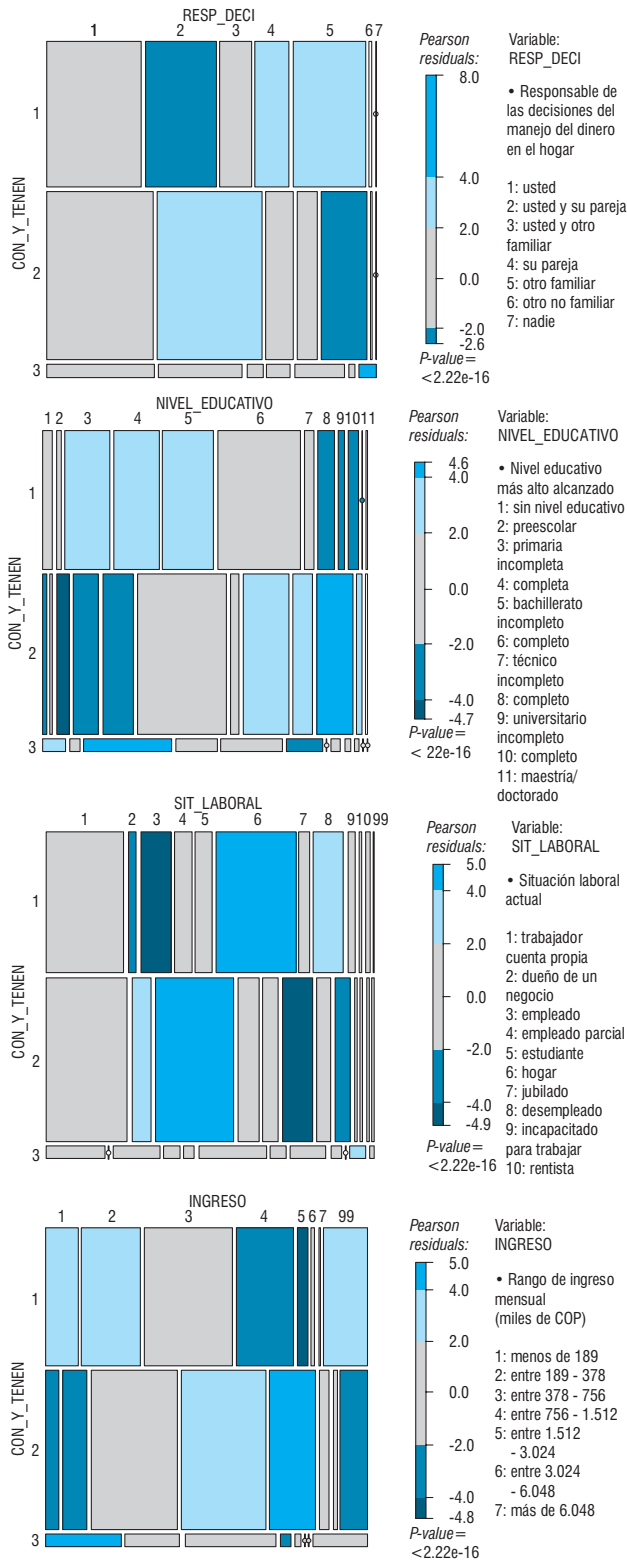 RESP_DECI
1 2 3 4 5 6 7
CON_Y_TENEN
1
2
3
Pearson
residuals:
8.0
4.0
2.0
0.0
-2.0
-2.6
P-value=
<2.22e-16
Variable:
RESP_DECI
• Responsable de
las decisiones del
manejo del dinero
en el hogar
1: usted
2: usted y su pareja
3: usted y otro
familiar
4: su pareja
5: otro familiar
6: otro no familiar
7: nadie
NIVEL_EDUCATIVO
1 2 3 4 5 6 7 8 91011
CON_Y_TENEN
1
2
3
Pearson
residuals:
4.6
4.0
2.0
0.0
-2.0
-4.0
-4.7
P-value=
< 22e-16
Variable:
NIVEL_EDUCATIVO
• Nivel educativo
más alto alcanzado
1: sin nivel educativo
2: preescolar
3: primaria
incompleta
4: completa
5: bachillerato
incompleto
6: completo
7: técnico
incompleto
8: completo
9: universitario
incompleto
10: completo
11: maestría/
doctorado
SIT_LABORAL
1 2 3 4 5 6 7 8 910 99
CON_Y_TENEN
1
2
3
Pearson
residuals:
5.0
4.0
2.0
0.0
-2.0
-4.0
-4.9
P-value=
<2.22e-16
Variable:
SIT_LABORAL
• Situación laboral
actual
1: trabajador
cuenta propia
2: dueño de un
negocio
3: empleado
4: empleado parcial
5: estudiante
6: hogar
7: jubilado
8: desempleado
9: incapacitado
para trabajar
10: rentista
INGRESO
1 2 3 4 5 6 7 99
CON_Y_TENEN
1
2
3
Pearson
residuals:
5.0
4.0
2.0
0.0
-2.0
-4.0
-4.8
P-value=
<2.22e-16
Variable:
INGRESO
• Rango de ingreso
mensual
(miles de COP)
1: menos de 189
2: entre 189 - 378
3: entre 378 - 756
4: entre 756 - 1.512
5: entre 1.512
- 3.024
6: entre 3.024
- 6.048
7: más de 6.048